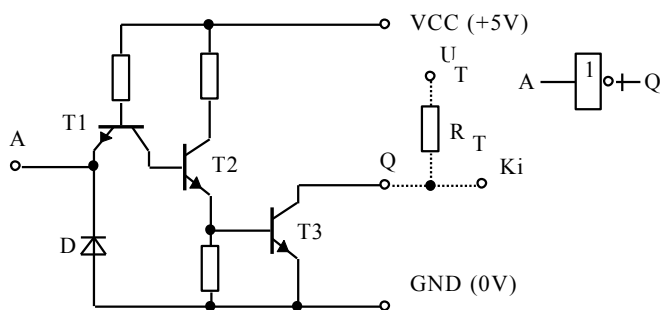 VCC (+5V)
U T
A 1 Q
T1
R T
A
Q
Ki
T2
D
T3
GND (0V)